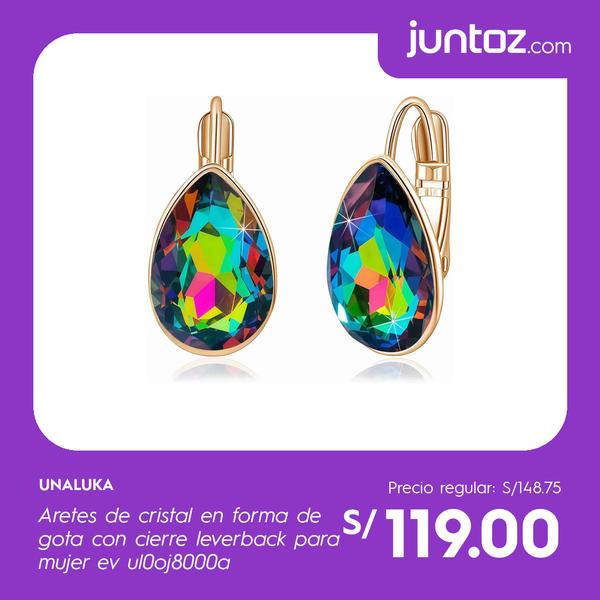 juntoz.com
UNALUKA
Aretes de cristal en forma de
gota con cierre leverback para
mujer ev ul0oj8000a
Precio regular: S/148.75
S/119.00